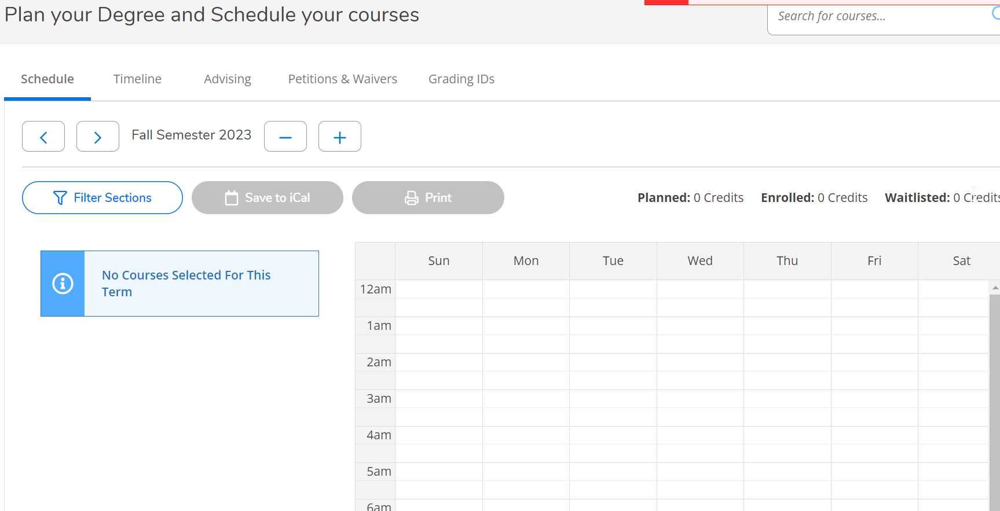 Plan your Degree and Schedule your courses
Search for courses...
Schedule Timeline Advising Petitions & Waivers Grading IDs
Fall Semester 2023
Filter Sections Save to iCal Print Planned: 0 Credits Enrolled: 0 Credits Waitlisted: 0 Credits
No Courses Selected For This
Term
Sun Mon Tue Wed Thu Fri Sat
12am
1am
2am
3am
4am
5am
6am